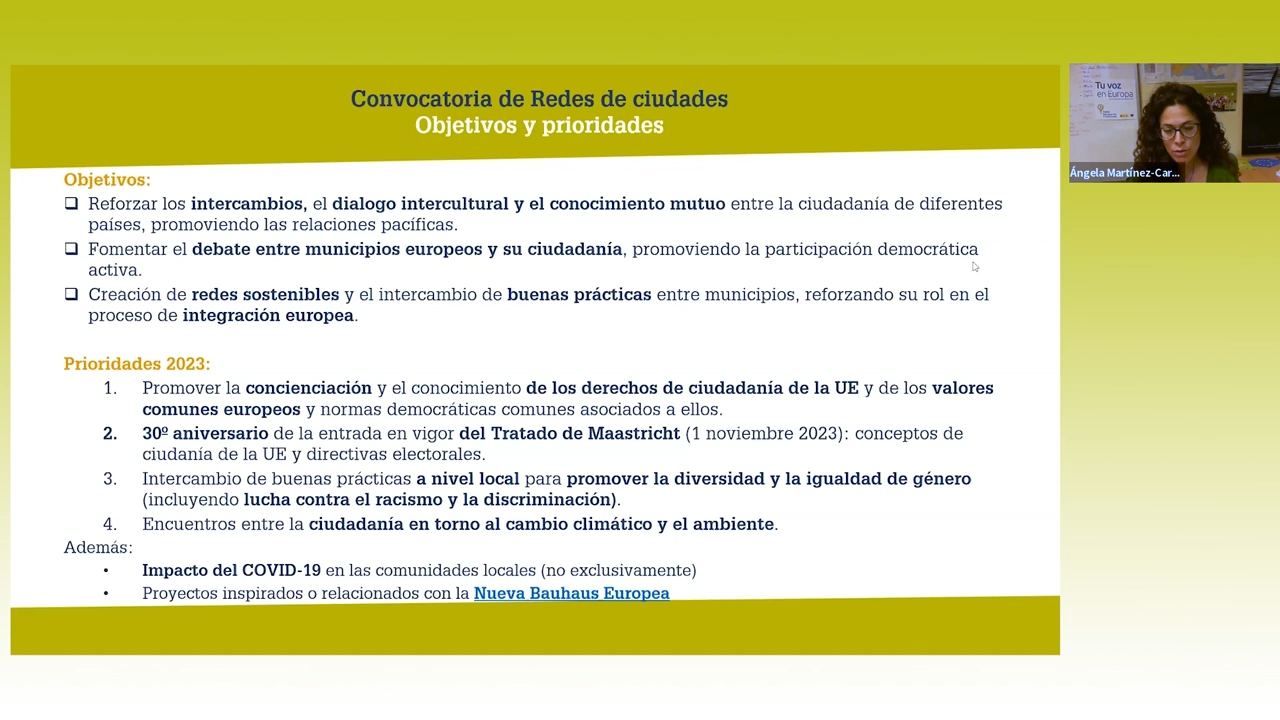 Convocatoria de Redes de ciudades
Objetivos y prioridades
Objetivos:
Reforzar los intercambios, el dialogo intercultural y el conocimiento mutuo entre la ciudadanía de diferentes
países, promoviendo las relaciones pacíficas.
Fomentar el debate entre municipios europeos y su ciudadanía, promoviendo la participación democrática
activa.
Creación de redes sostenibles y el intercambio de buenas prácticas entre municipios, reforzando su rol en el
proceso de integración europea.
Prioridades 2023:
1. Promover la concienciación y el conocimiento de los derechos de ciudadanía de la UE y de los valores
comunes europeos y normas democráticas comunes asociados a ellos.
2. 30º aniversario de la entrada en vigor del Tratado de Maastricht (1 noviembre 2023): conceptos de
ciudanía de la UE y directivas electorales.
3. Intercambio de buenas prácticas a nivel local para promover la diversidad y la igualdad de género
(incluyendo lucha contra el racismo y la discriminación).
4. Encuentros entre la ciudadanía en torno al cambio climático y el ambiente.
Además:
• Impacto del COVID-19 en las comunidades locales (no exclusivamente)
• Proyectos inspirados o relacionados con la Nueva Bauhaus Europea
Tu voz
en Europa
Ángela Martínez-Car...